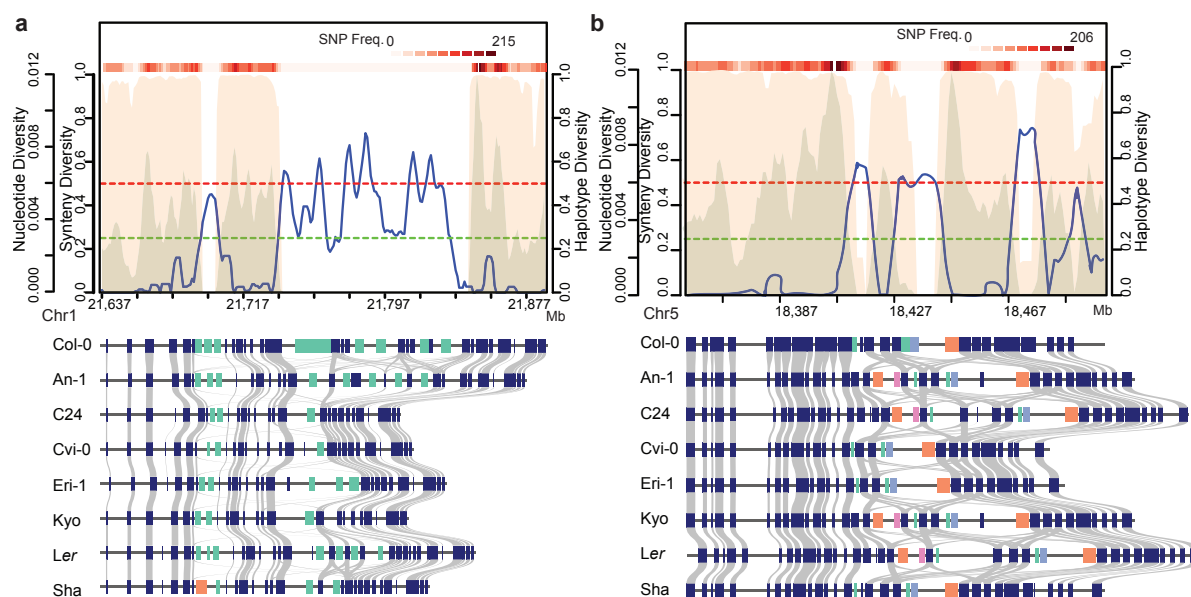 a
SNP Freq. 0 215
Nucleotide Diversity
0.000 0.004 0.008 0.012
Synteny Diversity
0 0.2 0.4 0.6 0.8 1.0
Haplotype Diversity
0.0 0.2 0.4 0.6 0.8 1.0
21,637 21,717 21,797 21,877
Chr1 Mb
Col-0
An-1
C24
Cvi-0
Eri-1
Kyo
Ler
Sha
b
SNP Freq. 0 206
Nucleotide Diversity
0.000 0.004 0.008 0.012
Synteny Diversity
0 0.2 0.4 0.6 0.8 1.0
Haplotype Diversity
0.0 0.2 0.4 0.6 0.8 1.0
Chr5 18,387 18,427 18,467 Mb
Col-0
An-1
C24
Cvi-0
Eri-1
Kyo
Ler
Sha